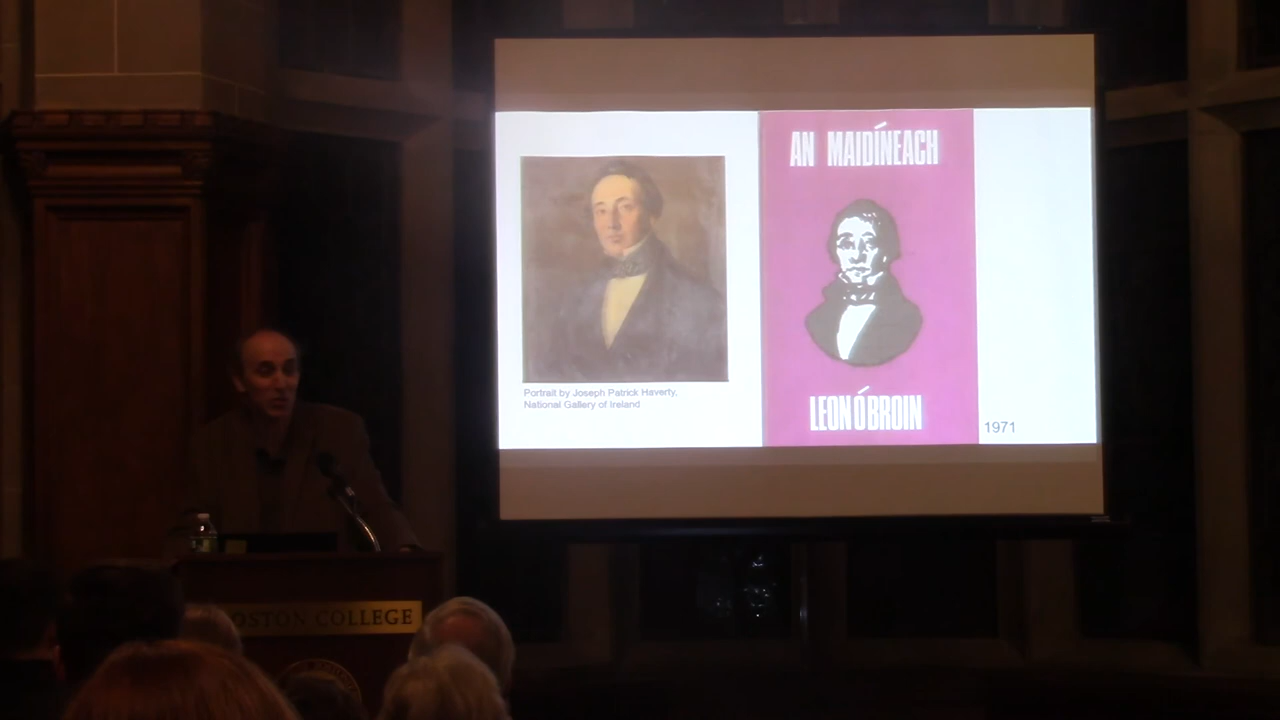 Portrait by Joseph Patrick Haverty,
National Gallery of Ireland
AN MAIDÍNEACH
LEON Ó BROIN
1971
OSTON COLLEGE